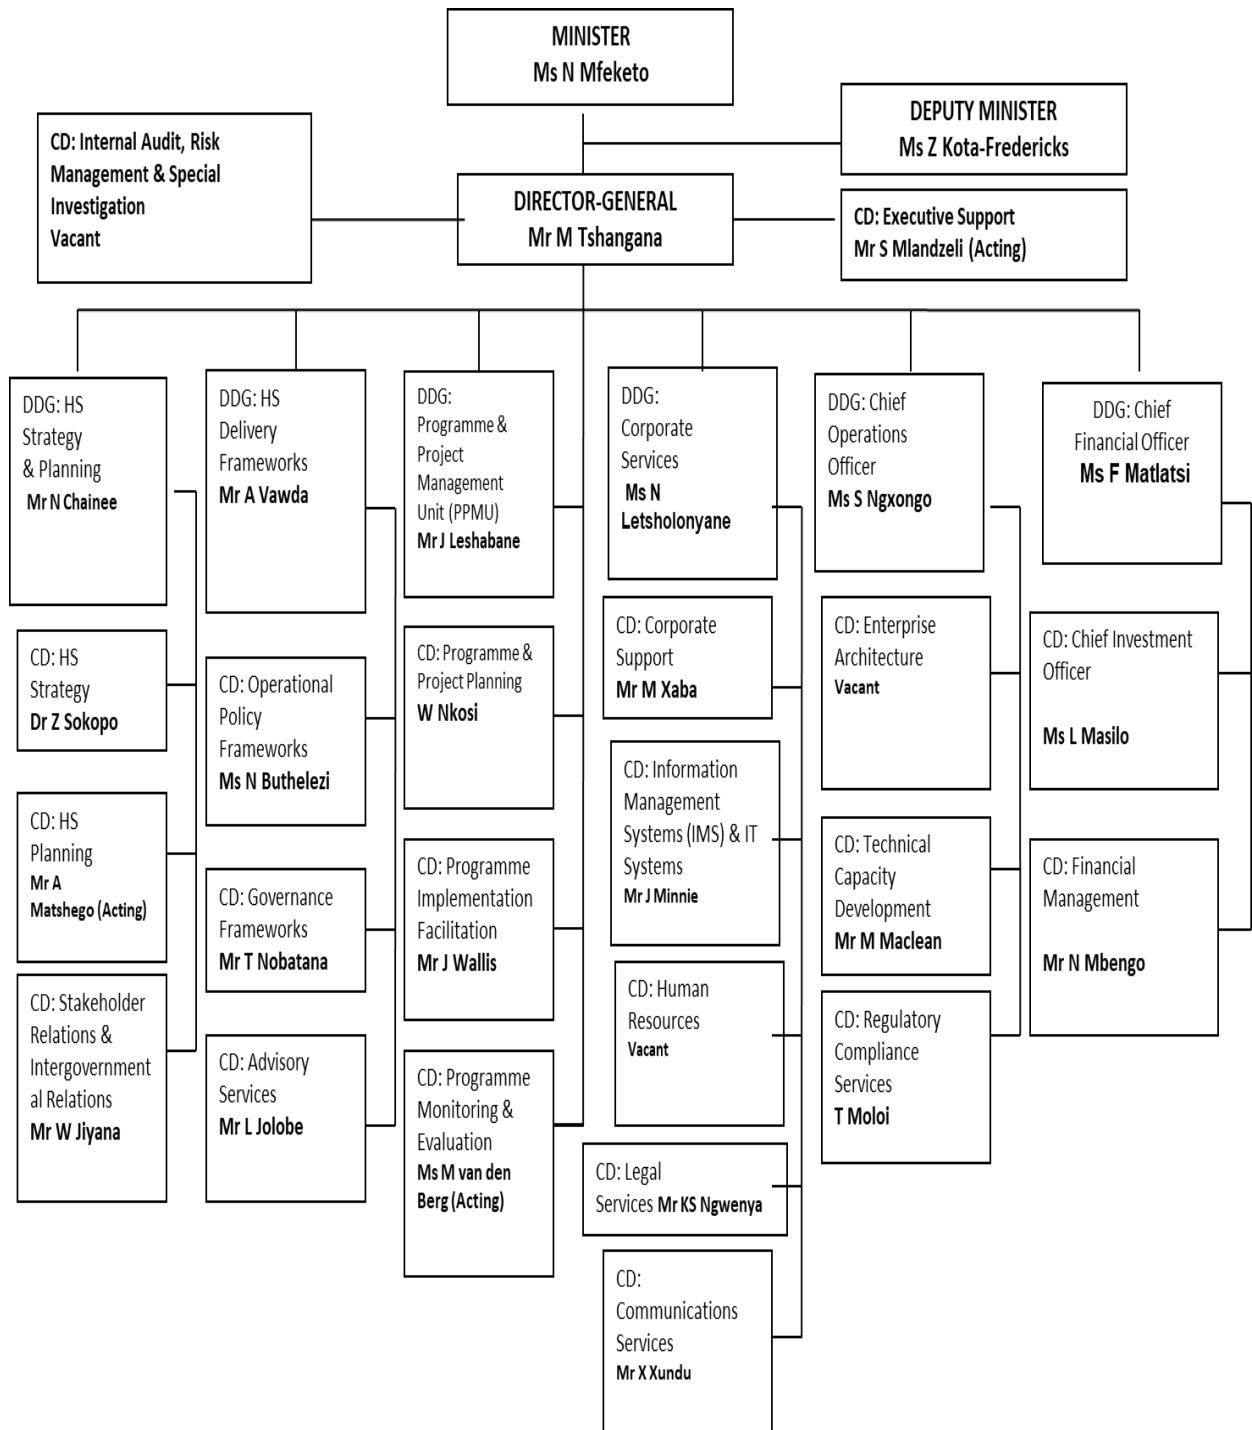 MINISTER
Ms N Mfeketo
DEPUTY MINISTER
Ms Z Kota-Fredericks
CD: Internal Audit, Risk
Management & Special
Investigation
Vacant
DIRECTOR-GENERAL
Mr M Tshangana
CD: Executive Support
Mr S Mlandzeli (Acting)
DDG: HS
Strategy
& Planning
Mr N Chainee
CD: HS
Strategy
Dr Z Sokopo
CD: HS
Planning
Mr A
Matshego (Acting)
CD: Stakeholder
Relations &
Intergovernment
al Relations
Mr W Jiyana
DDG: HS
Delivery
Frameworks
Mr A Vawda
CD: Operational
Policy
Frameworks
Ms N Buthelezi
CD: Governance
Frameworks
Mr T Nobatana
CD: Advisory
Services
Mr L Jolobe
DDG:
Programme &
Project
Management
Unit (PPMU)
Mr J Leshabane
CD: Programme &
Project Planning
W Nkosi
CD: Programme
Implementation
Facilitation
Mr J Wallis
CD: Programme
Monitoring &
Evaluation
Ms M van den
Berg (Acting)
DDG:
Corporate
Services
Ms N
Letsholonyane
CD: Corporate
Support
Mr M Xaba
CD: Information
Management
Systems (IMS) & IT
Systems
Mr J Minnie
CD: Human
Resources
Vacant
CD: Legal
Services Mr KS Ngwenya
CD:
Communications
Services
Mr X Xundu
DDG: Chief
Operations
Officer
Ms S Ngxongo
CD: Enterprise
Architecture
Vacant
CD: Technical
Capacity
Development
Mr M Maclean
CD: Regulatory
Compliance
Services
T Moloi
DDG: Chief
Financial Officer
Ms F Matlatsi
CD: Chief Investment
Officer
Ms L Masilo
CD: Financial
Management
Mr N Mbengo